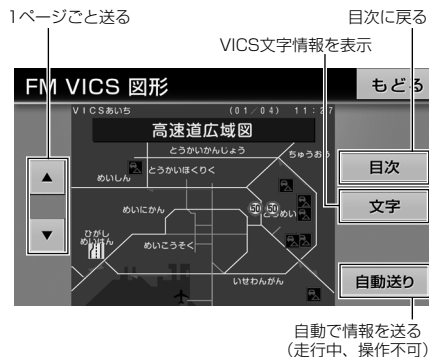 1ページごと送る
目次に戻る
VICS文字情報を表示
FM VICS 図形
もどる
VICSあいち (01/04) 11:27
高速道広域図
とうかいかんじょう
ちゅうおう
とうかいほくりく
めいしん
目次
▲
文字
めいにかん
50
50
めい
▼
ひがし
めいはん
めいこうそく
いせわんがん
自動送り
自動で情報を送る
(走行中、操作不可)